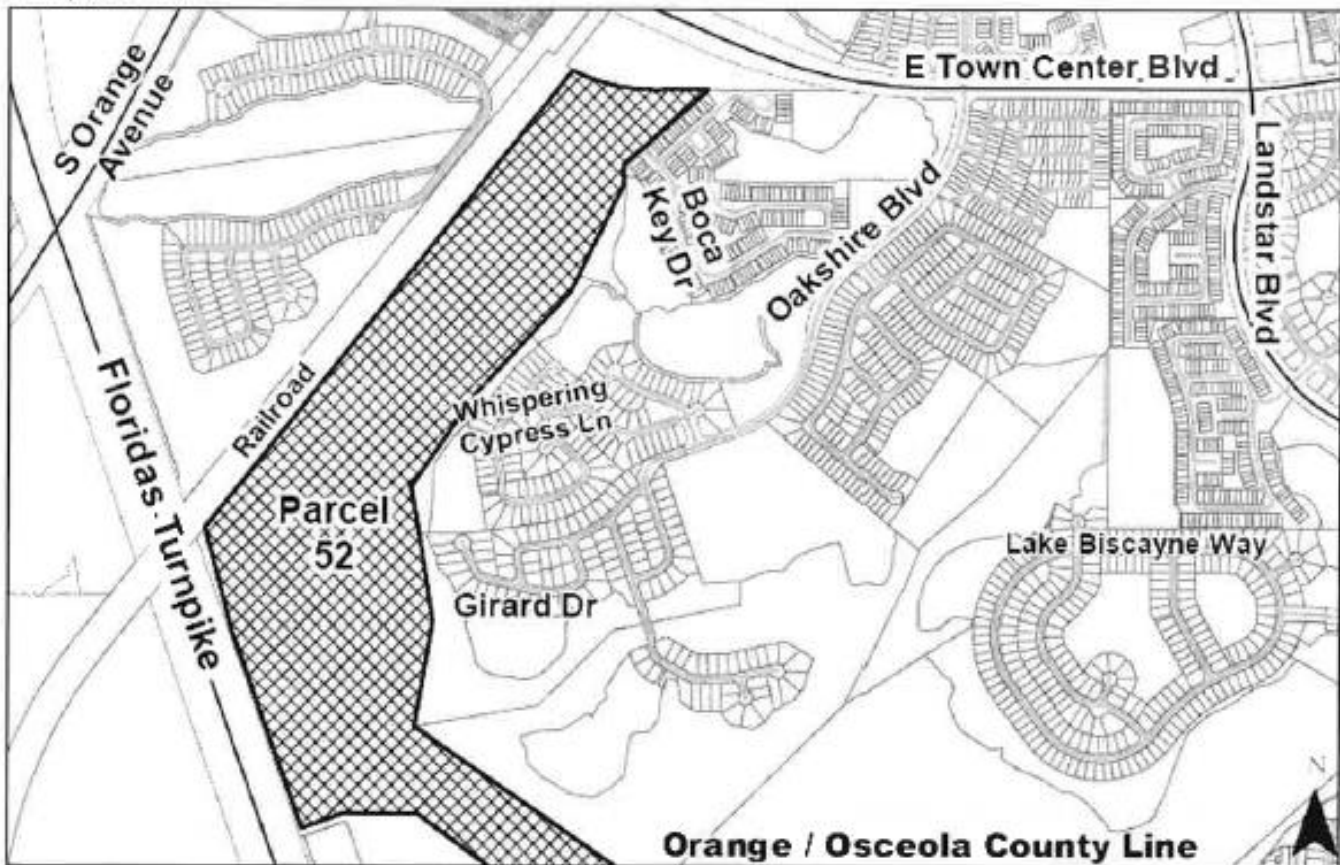 E Town Center Blvd
S Orange
Avenue
Landstar Blvd
Boca
Key Dr
Oakshire Blvd
Railroad
Whispering
Cypress Ln
Floridas Turnpike
Parcel
52
Lake Biscayne Way
Girard Dr
N
Orange / Osceola County Line